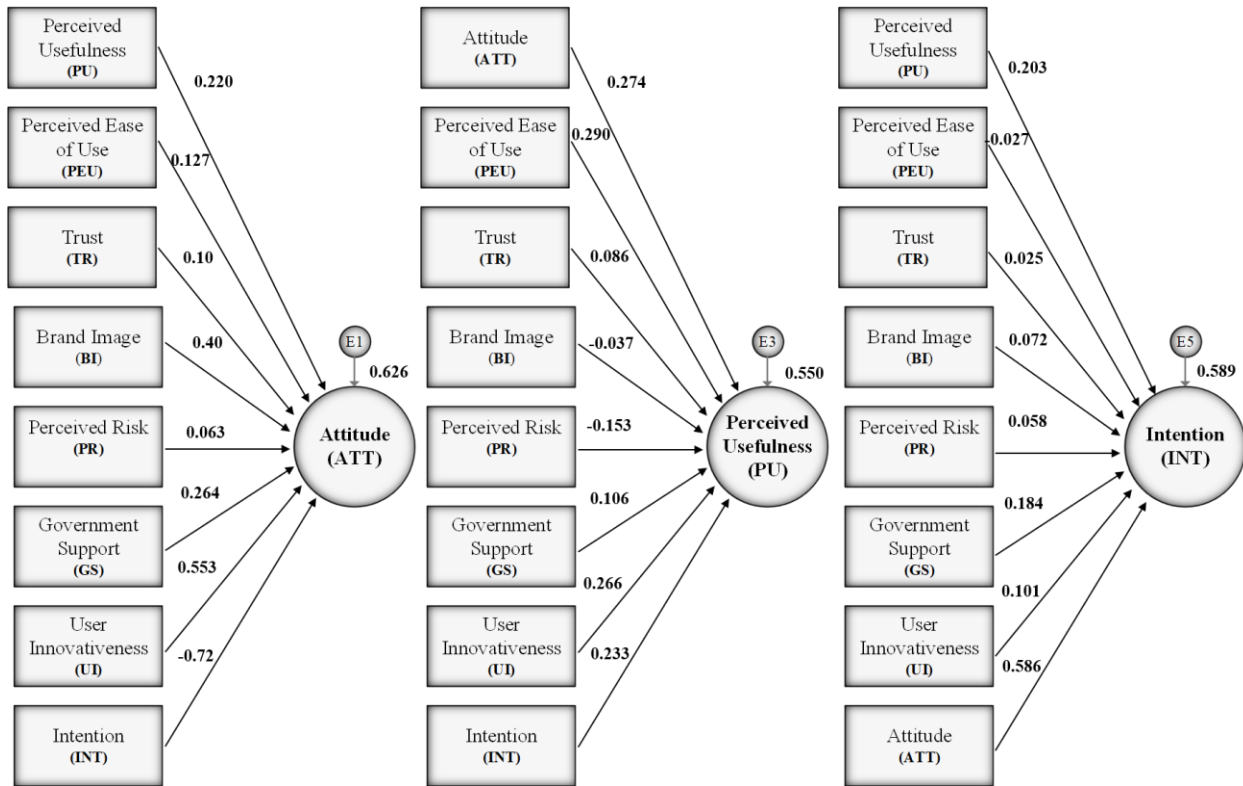 Perceived
Usefulness
(PU)
0.220
Perceived Ease
of Use
(PEU)
0.127
Trust
(TR)
0.10
Brand Image
(BI)
0.40
E1
0.626
Perceived Risk
(PR)
0.063
Attitude
(ATT)
0.264
Government
Support
(GS)
0.553
User
Innovativeness
(UI)
-0.72
Intention
(INT)
Attitude
(ATT)
0.274
Perceived Ease
of Use
(PEU)
0.290
Trust
(TR)
0.086
Brand Image
(BI)
-0.037
E3
0.550
Perceived Risk
(PR)
-0.153
Perceived
Usefulness
(PU)
0.106
Government
Support
(GS)
0.266
User
Innovativeness
(UI)
0.233
Intention
(INT)
Perceived
Usefulness
(PU)
0.203
Perceived Ease
of Use
(PEU)
-0.027
Trust
(TR)
0.025
Brand Image
(BI)
0.072
E5
0.589
Perceived Risk
(PR)
0.058
Intention
(INT)
0.184
Government
Support
(GS)
0.101
User
Innovativeness
(UI)
0.586
Attitude
(ATT)